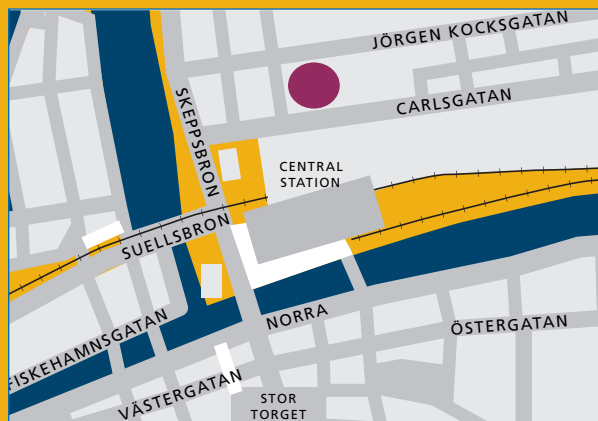 JÖRGEN KOCKSGATAN
CARLSGATAN
SKEPPSBRON
CENTRAL
STATION
SUELLSBRON
NORRA
ÖSTERGATAN
FISKEHAMNSGATAN
VÄSTERGATAN
STOR
TORGET